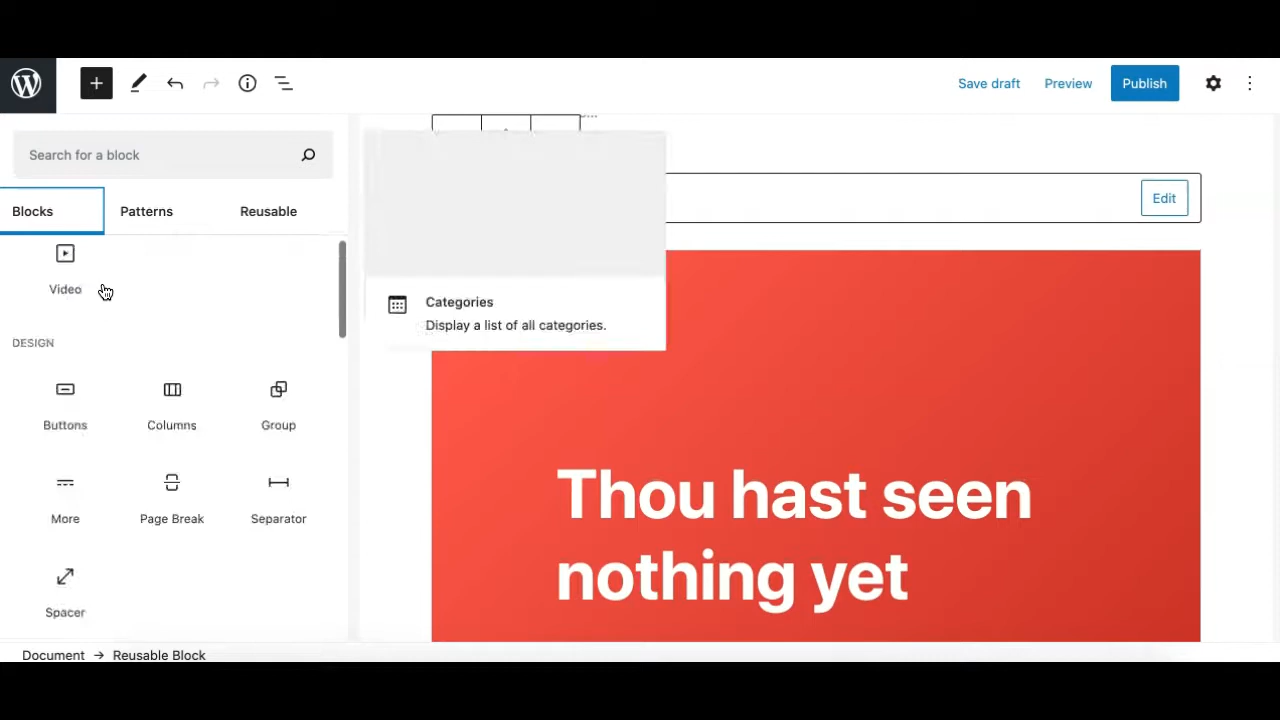 Save draft
Preview
Publish
Search for a block
Blocks
Patterns
Reusable
Edit
Video
Categories
Display a list of all categories.
DESIGN
Buttons
Columns
Group
More
Page Break
Separator
Spacer
Thou hast seen
nothing yet
Document → Reusable Block